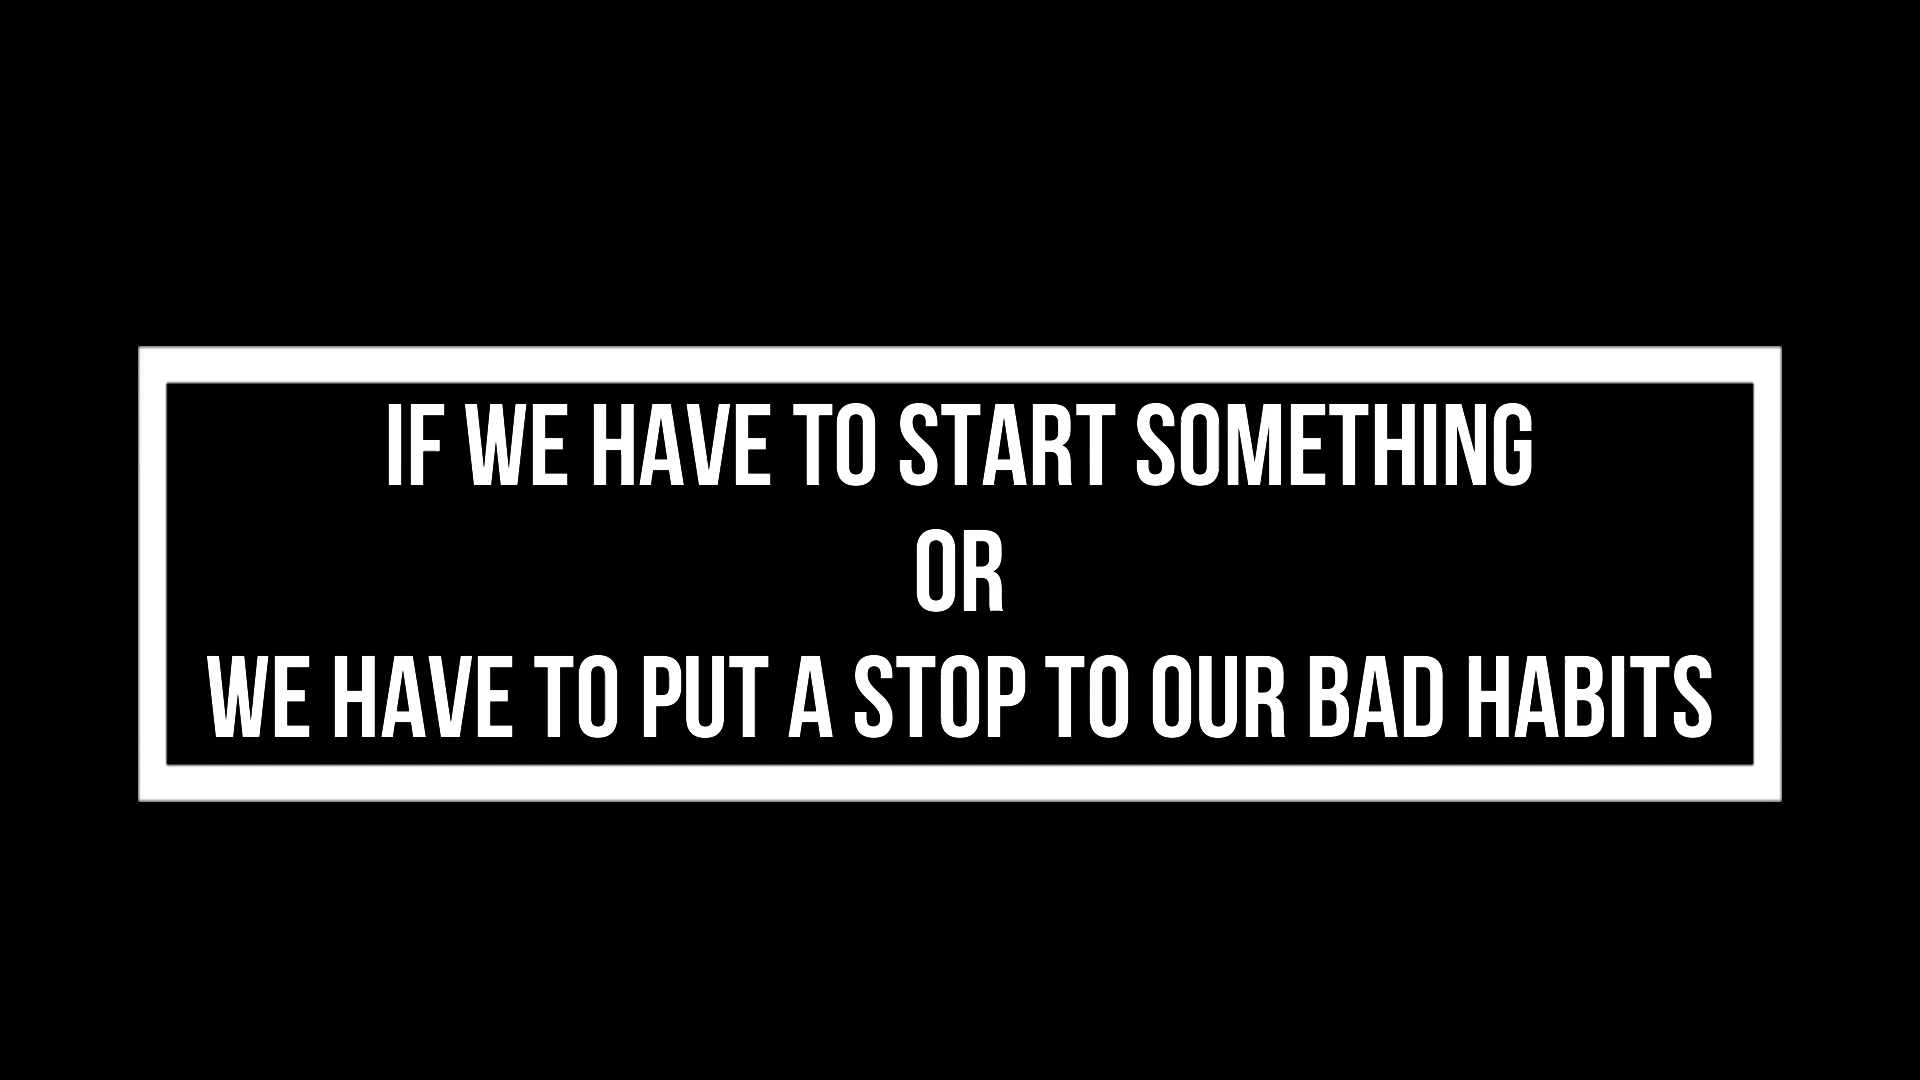 IF WE HAVE TO START SOMETHING
OR
WE HAVE TO PUT A STOP TO OUR BAD HABITS